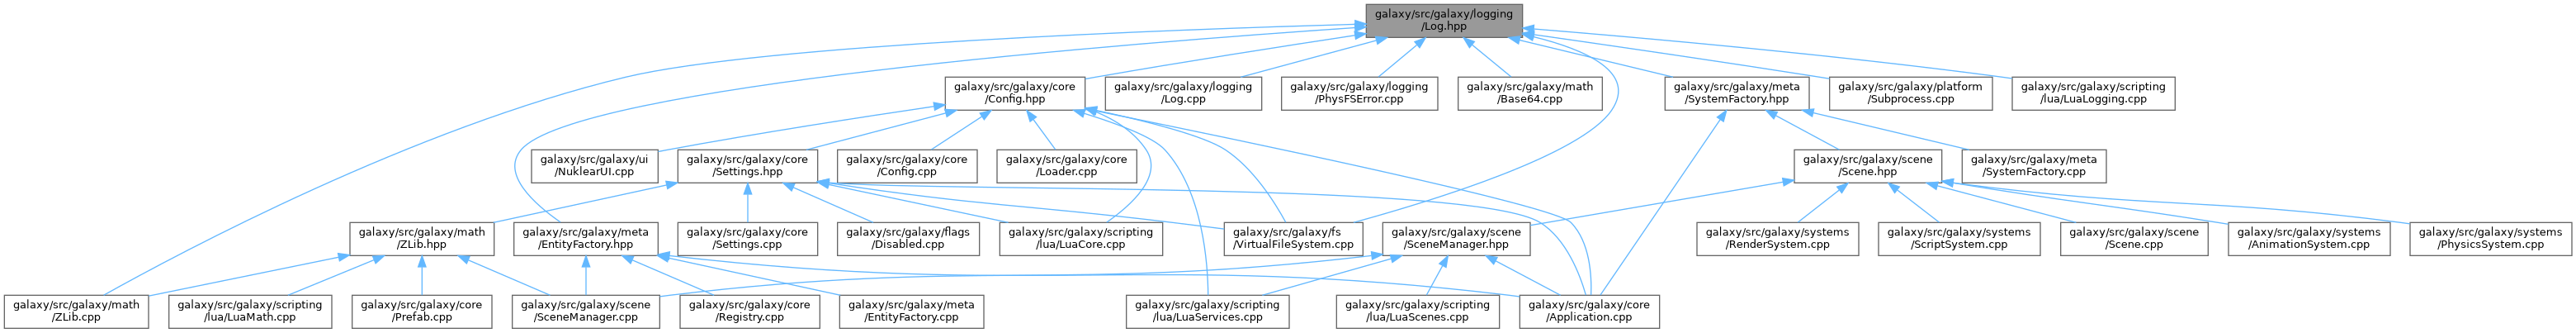 galaxy/src/galaxy/logging
/Log.hpp
galaxy/src/galaxy/core
/Config.hpp
galaxy/src/galaxy/logging
/Log.cpp
galaxy/src/galaxy/logging
/PhysFSError.cpp
galaxy/src/galaxy/math
/Base64.cpp
galaxy/src/galaxy/meta
/SystemFactory.hpp
galaxy/src/galaxy/platform
/Subprocess.cpp
galaxy/src/galaxy/scripting
/lua/LuaLogging.cpp
galaxy/src/galaxy/ui
/NuklearUI.cpp
galaxy/src/galaxy/core
/Settings.hpp
galaxy/src/galaxy/core
/Config.cpp
galaxy/src/galaxy/core
/Loader.cpp
galaxy/src/galaxy/scene
/Scene.hpp
galaxy/src/galaxy/meta
/SystemFactory.cpp
galaxy/src/galaxy/math
/ZLib.hpp
galaxy/src/galaxy/meta
/EntityFactory.hpp
galaxy/src/galaxy/core
/Settings.cpp
galaxy/src/galaxy/flags
/Disabled.cpp
galaxy/src/galaxy/scripting
/lua/LuaCore.cpp
galaxy/src/galaxy/fs
/VirtualFileSystem.cpp
galaxy/src/galaxy/scene
/SceneManager.hpp
galaxy/src/galaxy/systems
/RenderSystem.cpp
galaxy/src/galaxy/systems
/ScriptSystem.cpp
galaxy/src/galaxy/scene
/Scene.cpp
galaxy/src/galaxy/systems
/AnimationSystem.cpp
galaxy/src/galaxy/systems
/PhysicsSystem.cpp
galaxy/src/galaxy/math
/ZLib.cpp
galaxy/src/galaxy/scripting
/lua/LuaMath.cpp
galaxy/src/galaxy/core
/Prefab.cpp
galaxy/src/galaxy/scene
/SceneManager.cpp
galaxy/src/galaxy/core
/Registry.cpp
galaxy/src/galaxy/meta
/EntityFactory.cpp
galaxy/src/galaxy/scripting
/lua/LuaServices.cpp
galaxy/src/galaxy/scripting
/lua/LuaScenes.cpp
galaxy/src/galaxy/core
/Application.cpp